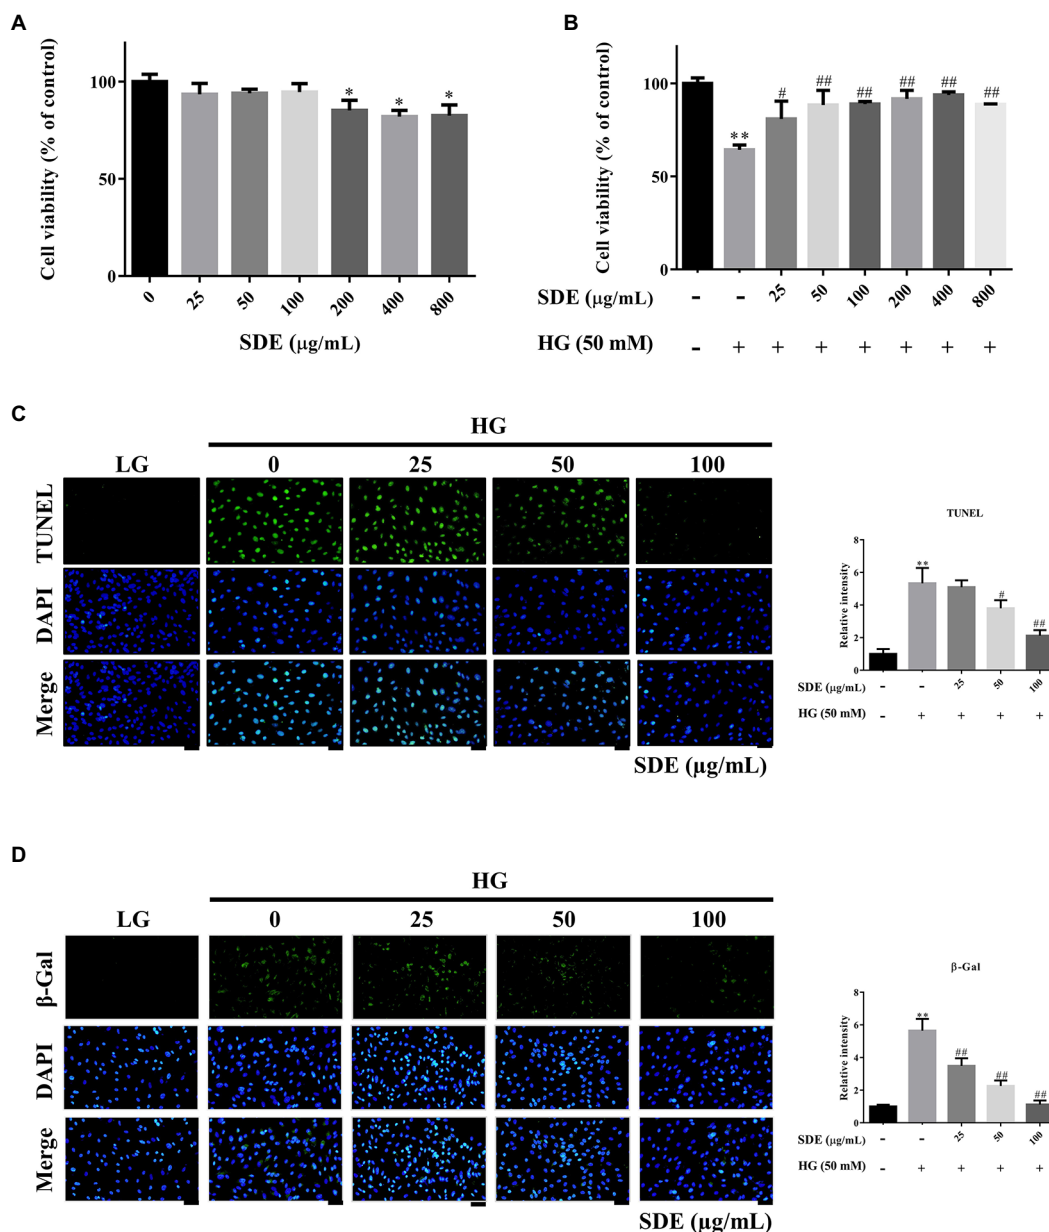 A
Cell viability (% of control)
100
50
0
* * *
0 25 50 100 200 400 800
SDE (µg/mL)
B
Cell viability (% of control)
100
50
0
** # ## ## ## ## ##
SDE (µg/mL) - - 25 50 100 200 400 800
HG (50 mM) - + + + + + + +
C
HG
LG 0 25 50 100
TUNEL
DAPI
Merge
SDE (µg/mL)
TUNEL
Relative intensity
8
6
4
2
0
** # ##
SDE (µg/mL) - - 25 50 100
HG (50 mM) - + + + +
D
HG
LG 0 25 50 100
β-Gal
DAPI
Merge
SDE (µg/mL)
β-Gal
Relative intensity
8
6
4
2
0
** ## ## ##
SDE (µg/mL) - - 25 50 100
HG (50 mM) - + + + +